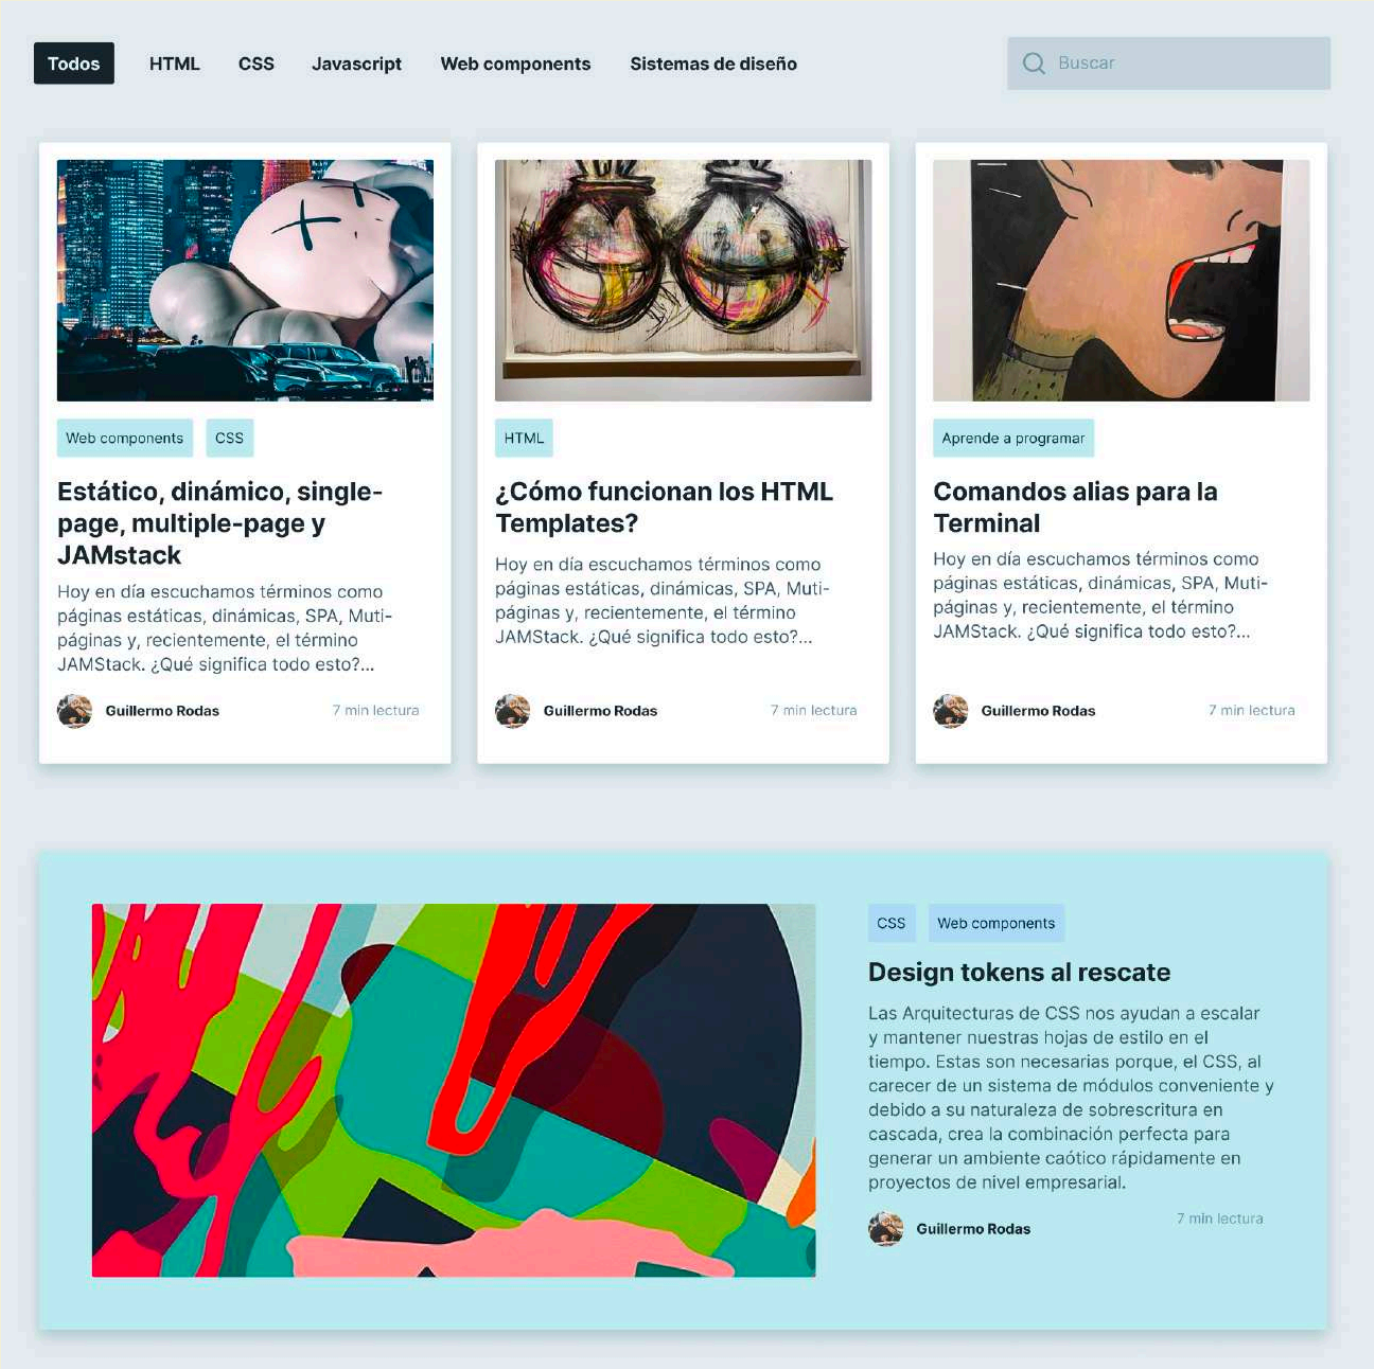 Todos HTML CSS Javascript Web components Sistemas de diseño Buscar
Web components CSS
Estático, dinámico, single-
page, multiple-page y
JAMstack
Hoy en día escuchamos términos como
páginas estáticas, dinámicas, SPA, Muti-
páginas y, recientemente, el término
JAMStack. ¿Qué significa todo esto?...
Guillermo Rodas 7 min lectura
HTML
¿Cómo funcionan los HTML
Templates?
Hoy en día escuchamos términos como
páginas estáticas, dinámicas, SPA, Muti-
páginas y, recientemente, el término
JAMStack. ¿Qué significa todo esto?...
Guillermo Rodas 7 min lectura
Aprende a programar
Comandos alias para la
Terminal
Hoy en día escuchamos términos como
páginas estáticas, dinámicas, SPA, Muti-
páginas y, recientemente, el término
JAMStack. ¿Qué significa todo esto?...
Guillermo Rodas 7 min lectura
CSS Web components
Design tokens al rescate
Las Arquitecturas de CSS nos ayudan a escalar
y mantener nuestras hojas de estilo en el
tiempo. Estas son necesarias porque, el CSS, al
carecer de un sistema de módulos conveniente y
debido a su naturaleza de sobrescritura en
cascada, crea la combinación perfecta para
generar un ambiente caótico rápidamente en
proyectos de nivel empresarial.
Guillermo Rodas 7 min lectura